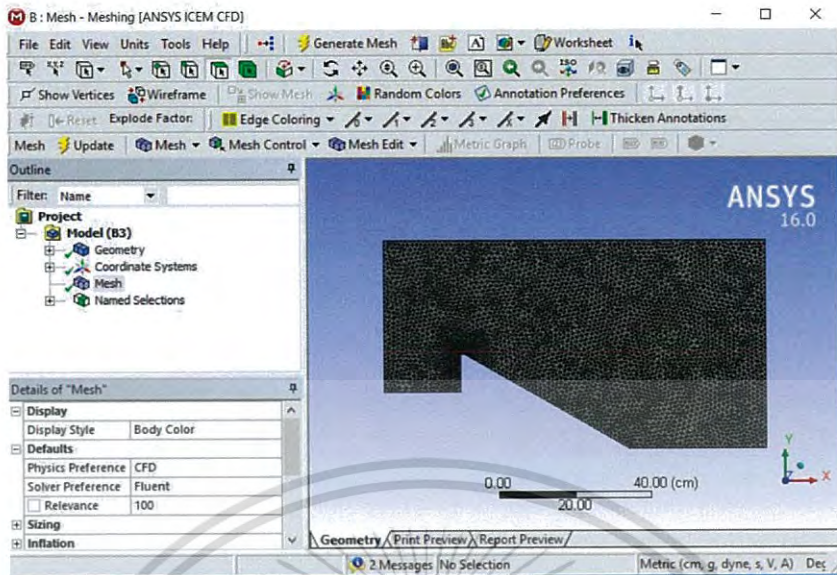 B : Mesh - Meshing [ANSYS ICEM CFD]
File Edit View Units Tools Help Generate Mesh A Worksheet
Show Vertices Wireframe Show Mesh Random Colors Annotation Preferences
Reset Explode Factor: Edge Coloring Thicken Annotations
Mesh Update Mesh Mesh Control Mesh Edit Metric Graph Probe
Outline
Filter: Name
Project
Model (B3)
Geometry
Coordinate Systems
Mesh
Named Selections
Details of "Mesh"
Display
Display Style Body Color
Defaults
Physics Preference CFD
Solver Preference Fluent
Relevance 100
Sizing
Inflation
ANSYS
16.0
0.00 40.00 (cm)
20.00
Y
Z X
Geometry Print Preview Report Preview
2 Messages No Selection Metric (cm, g, dyne, s, V, A) Deg